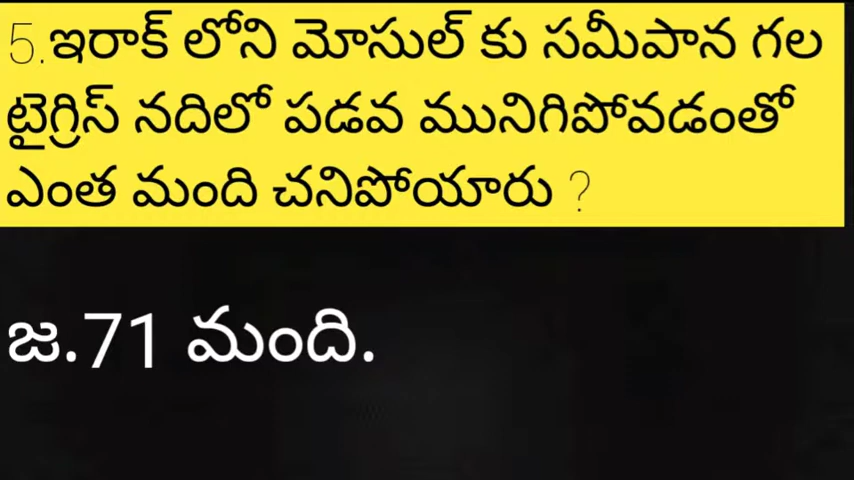 5.ఇరాక్ లోని మోసుల్ కు సమీపాన గల
టైగ్రిస్ నదిలో పడవ మునిగిపోవడంతో
ఎంత మంది చనిపోయారు ?
జ.71 మంది.